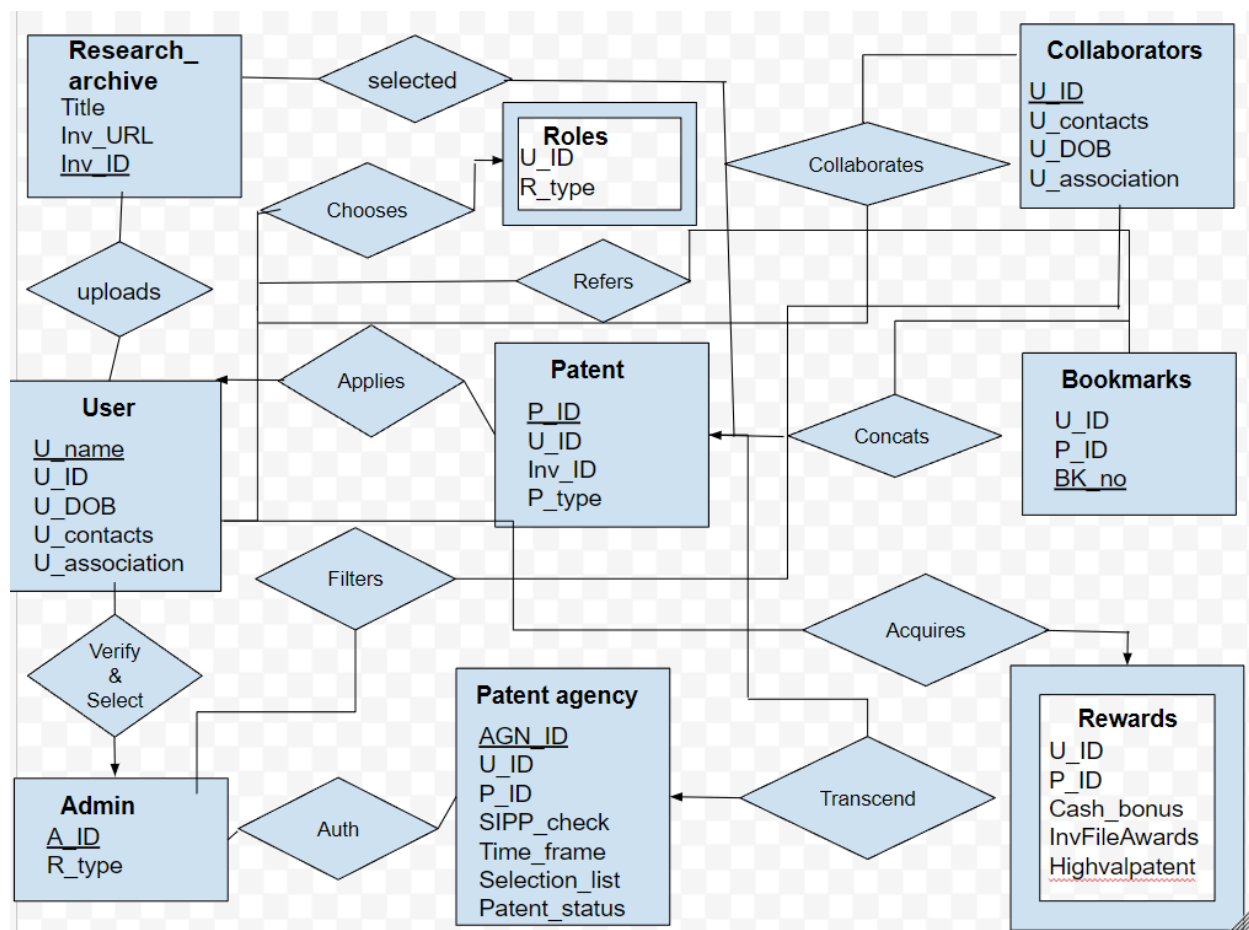 Research_
archive
Title
Inv_URL
Inv_ID
selected
Roles
U_ID
R_type
Collaborates
Collaborators
U_ID
U_contacts
U_DOB
U_association
Chooses
uploads
Refers
Applies
Patent
P_ID
U_ID
Inv_ID
P_type
Concats
Bookmarks
U_ID
P_ID
BK_no
User
U_name
U_ID
U_DOB
U_contacts
U_association
Filters
Verify
&
Select
Acquires
Patent agency
AGN_ID
U_ID
P_ID
SIPP_check
Time_frame
Selection_list
Patent_status
Transcend
Rewards
U_ID
P_ID
Cash_bonus
InvFileAwards
Highvalpatent
Admin
A_ID
R_type
Auth